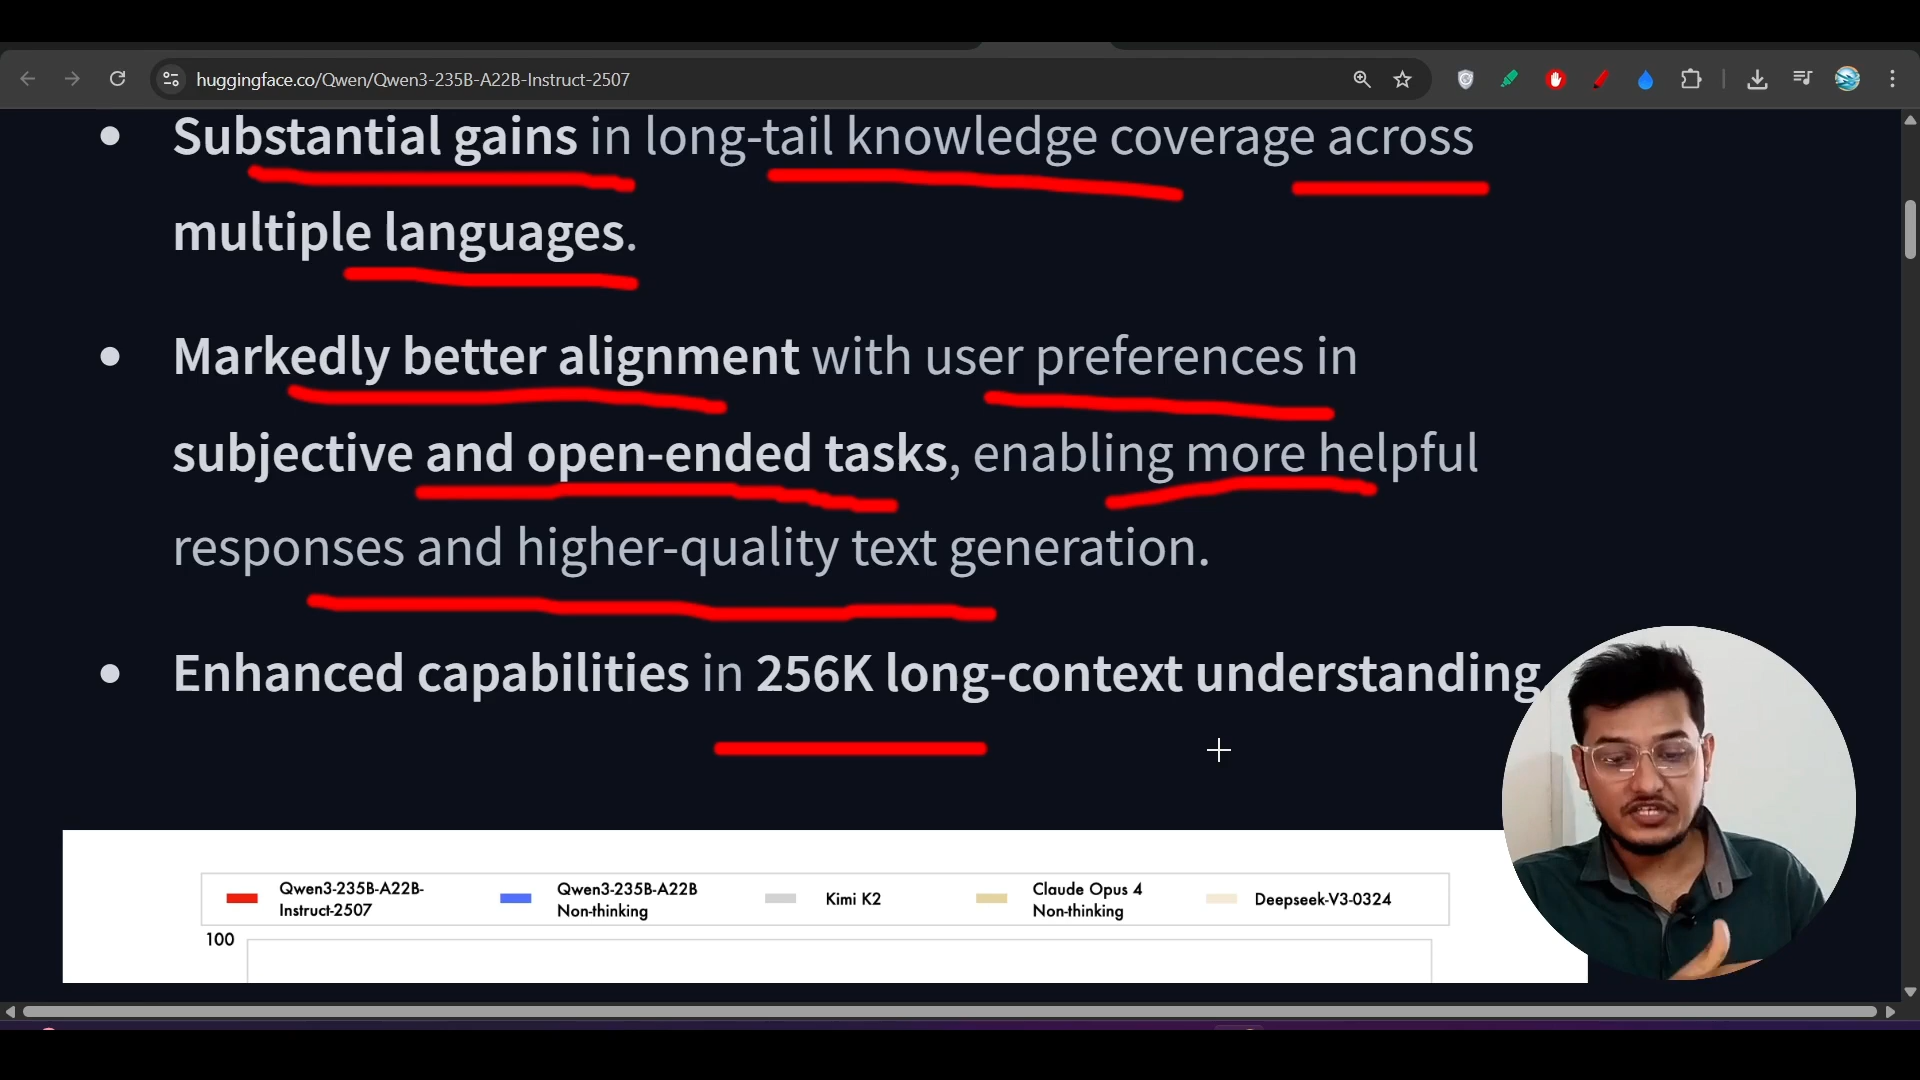 huggingface.co/Qwen/Qwen3-235B-A22B-Instruct-2507
Substantial gains in long-tail knowledge coverage across
multiple languages.
Markedly better alignment with user preferences in
subjective and open-ended tasks, enabling more helpful
responses and higher-quality text generation.
Enhanced capabilities in 256K long-context understanding
Qwen3-235B-A22B-
Instruct-2507
Qwen3-235B-A22B
Non-thinking
Kimi K2
Claude Opus 4
Non-thinking
Deepseek-V3-0324
100